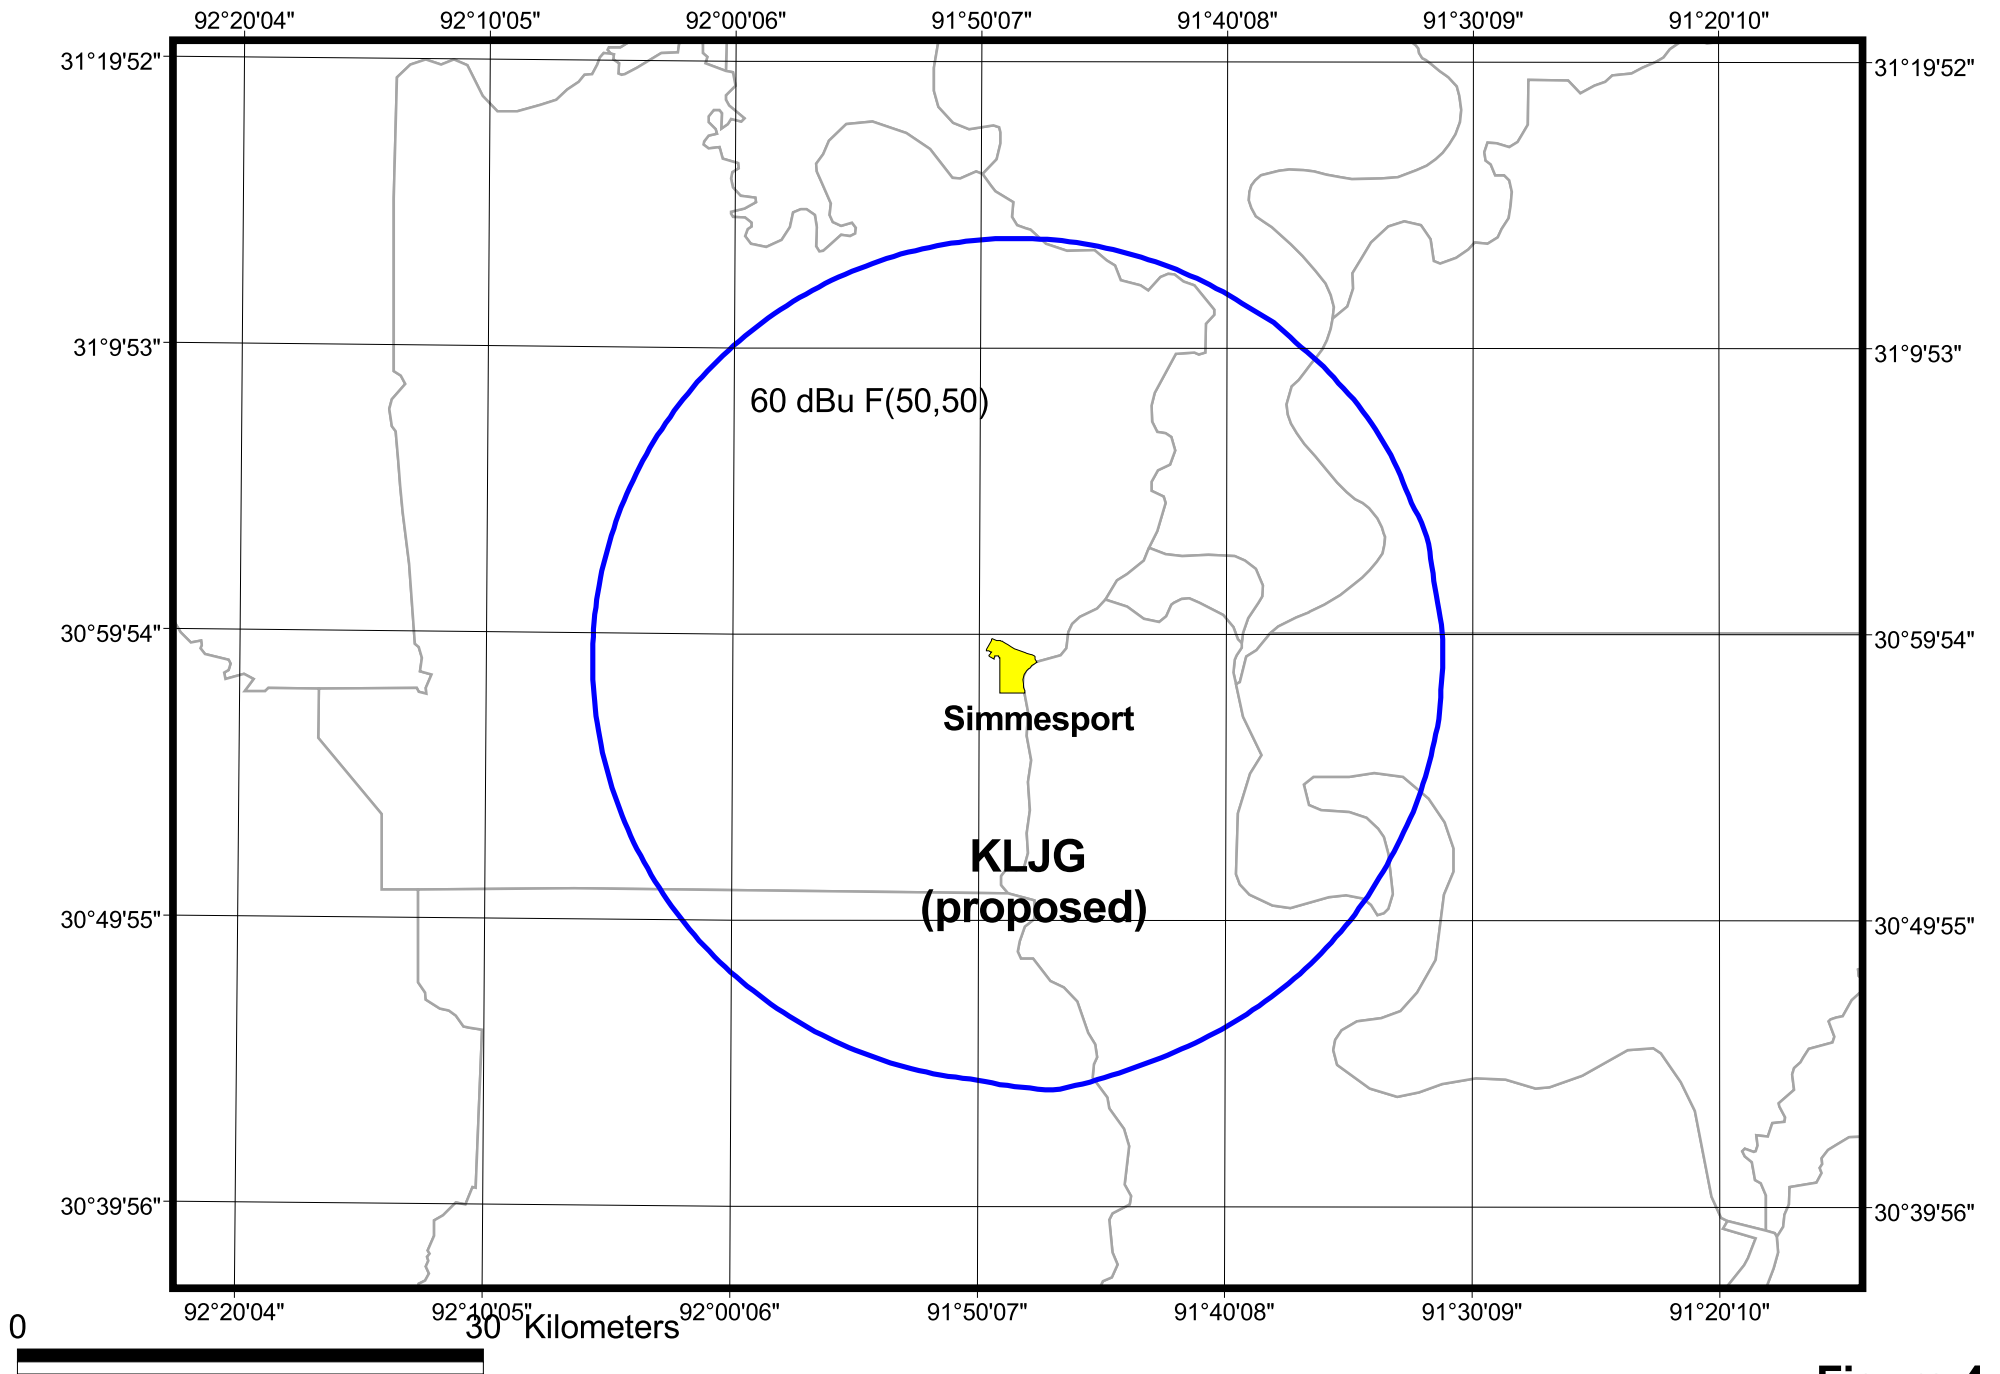 92°20'04" 92°10'05" 92°00'06" 91°50'07" 91°40'08" 91°30'09" 91°20'10"
31°19'52" 31°19'52"
31°9'53" 31°9'53"
60 dBu F(50,50)
30°59'54" 30°59'54"
Simmesport
KLJG
(proposed)
30°49'55" 30°49'55"
30°39'56" 30°39'56"
92°20'04" 92°10'05" 92°00'06" 91°50'07" 91°40'08" 91°30'09" 91°20'10"
0 30 Kilometers